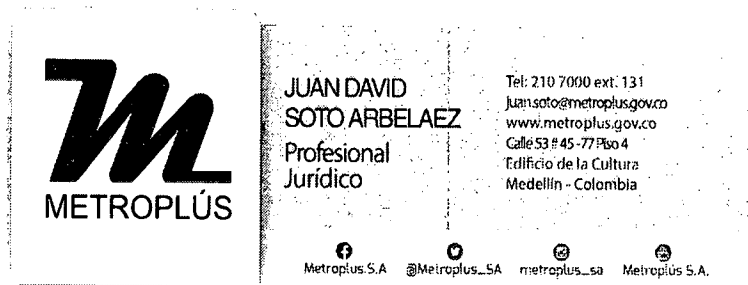 METROPLÚS
JUAN DAVID
SOTO ARBELAEZ
Profesional
Jurídico
Tel: 210 7000 ext. 131
juan.soto@metroplus.gov.co
www.metroplus.gov.co
Calle 53 # 45 -77 Piso 4
Edificio de la Cultura
Medellín - Colombia
Metroplus.S.A @Metroplus_SA metroplus_sa Metroplús S.A.